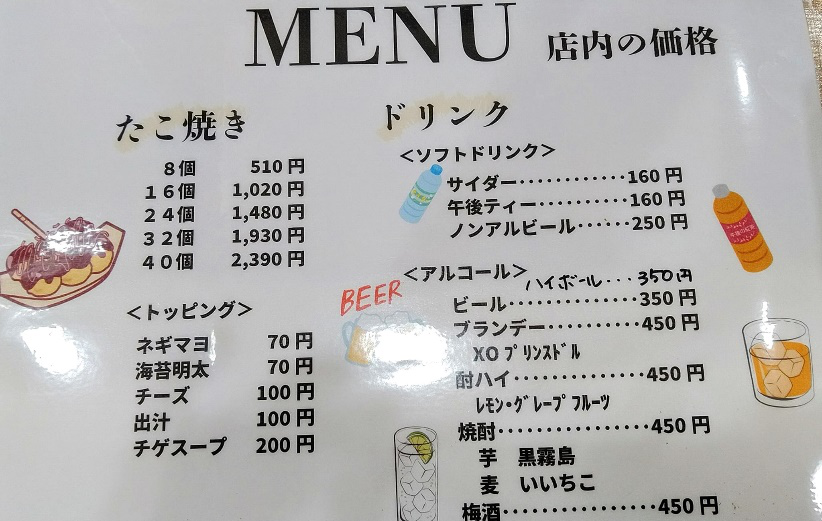 MENU 店内の価格
たこ焼き
８個 510円
１６個 1,020円
２４個 1,480円
３２個 1,930円
４０個 2,390円
＜トッピング＞
ネギマヨ 70円
海苔明太 70円
チーズ 100円
出汁 100円
チゲスープ 200円
ドリンク
＜ソフトドリンク＞
サイダー············160円
午後ティー··········160円
ノンアルビール······250円
＜アルコール＞
ハイボール...350円
BEER
ビール··············350円
ブランデー··········450円
XO プリンスドル
酎ハイ··············450円
レモン・グレープフルーツ
焼酎················450円
芋 黒霧島
麦 いいちこ
梅酒················450円